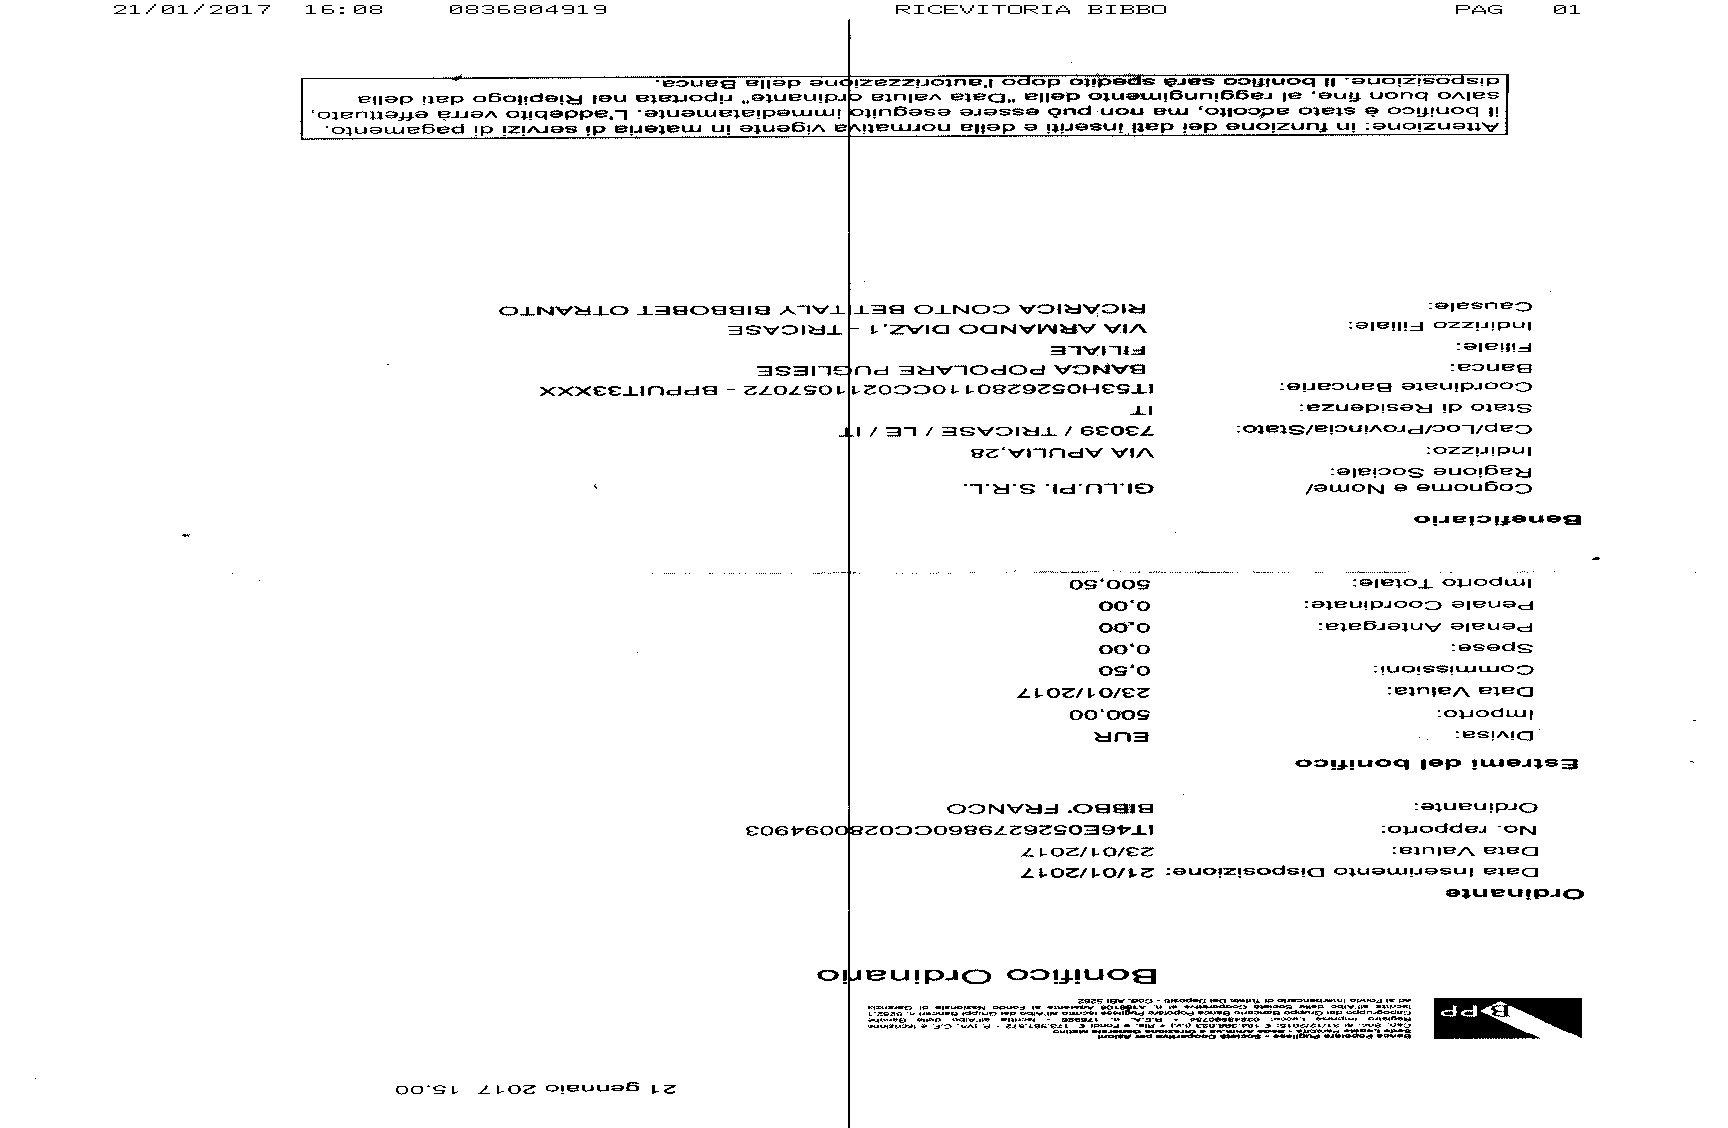 21/01/2017 16:08 0836804919 RICEVITORIA BIBBO PAG 01
21 gennaio 2017 15.00
B>PP
Banca Popolare Pugliese - Società Cooperativa per Azioni
Bonifico Ordinario
Ordinante
Data Inserimento Disposizione: 21/01/2017
Data Valuta: 23/01/2017
No. rapporto: IT46E0526279860CC0280094903
Ordinante: BIBBO' FRANCO
Estremi del bonifico
Divisa: EUR
Importo: 500,00
Data Valuta: 23/01/2017
Commissioni: 0,50
Spese: 0,00
Penale Antergata: 0,00
Penale Coordinate: 0,00
Importo Totale: 500,50
Beneficiario
Cognome e Nome/ GI.LU.PI. S.R.L.
Ragione Sociale:
Indirizzo: VIA APULIA,28
Cap/Loc/Provincia/Stato: 73039 / TRICASE / LE / IT
Stato di Residenza: IT
Coordinate Bancarie: IT53H0526280110CC0211057072 - BPPUIT33XXX
Banca: BANCA POPOLARE PUGLIESE
Filiale: FILIALE
Indirizzo Filiale: VIA ARMANDO DIAZ,1 - TRICASE
Causale: RICARICA CONTO BETITALY BIBBOBET OTRANTO
Attenzione: in funzione dei dati inseriti e della normativa vigente in materia di servizi di pagamento,
il bonifico è stato accolto, ma non può essere eseguito immediatamente. L'addebito verrà effettuato,
salvo buon fine, al raggiungimento della "Data valuta ordinante" riportata nel Riepilogo dati della
disposizione. Il bonifico sarà spedito dopo l'autorizzazione della Banca.